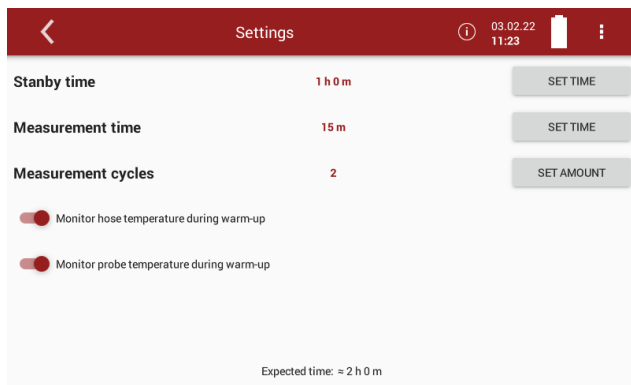 Settings
03.02.22
11:23
Stanby time 1 h 0 m SET TIME
Measurement time 15 m SET TIME
Measurement cycles 2 SET AMOUNT
Monitor hose temperature during warm-up
Monitor probe temperature during warm-up
Expected time: ≈ 2 h 0 m